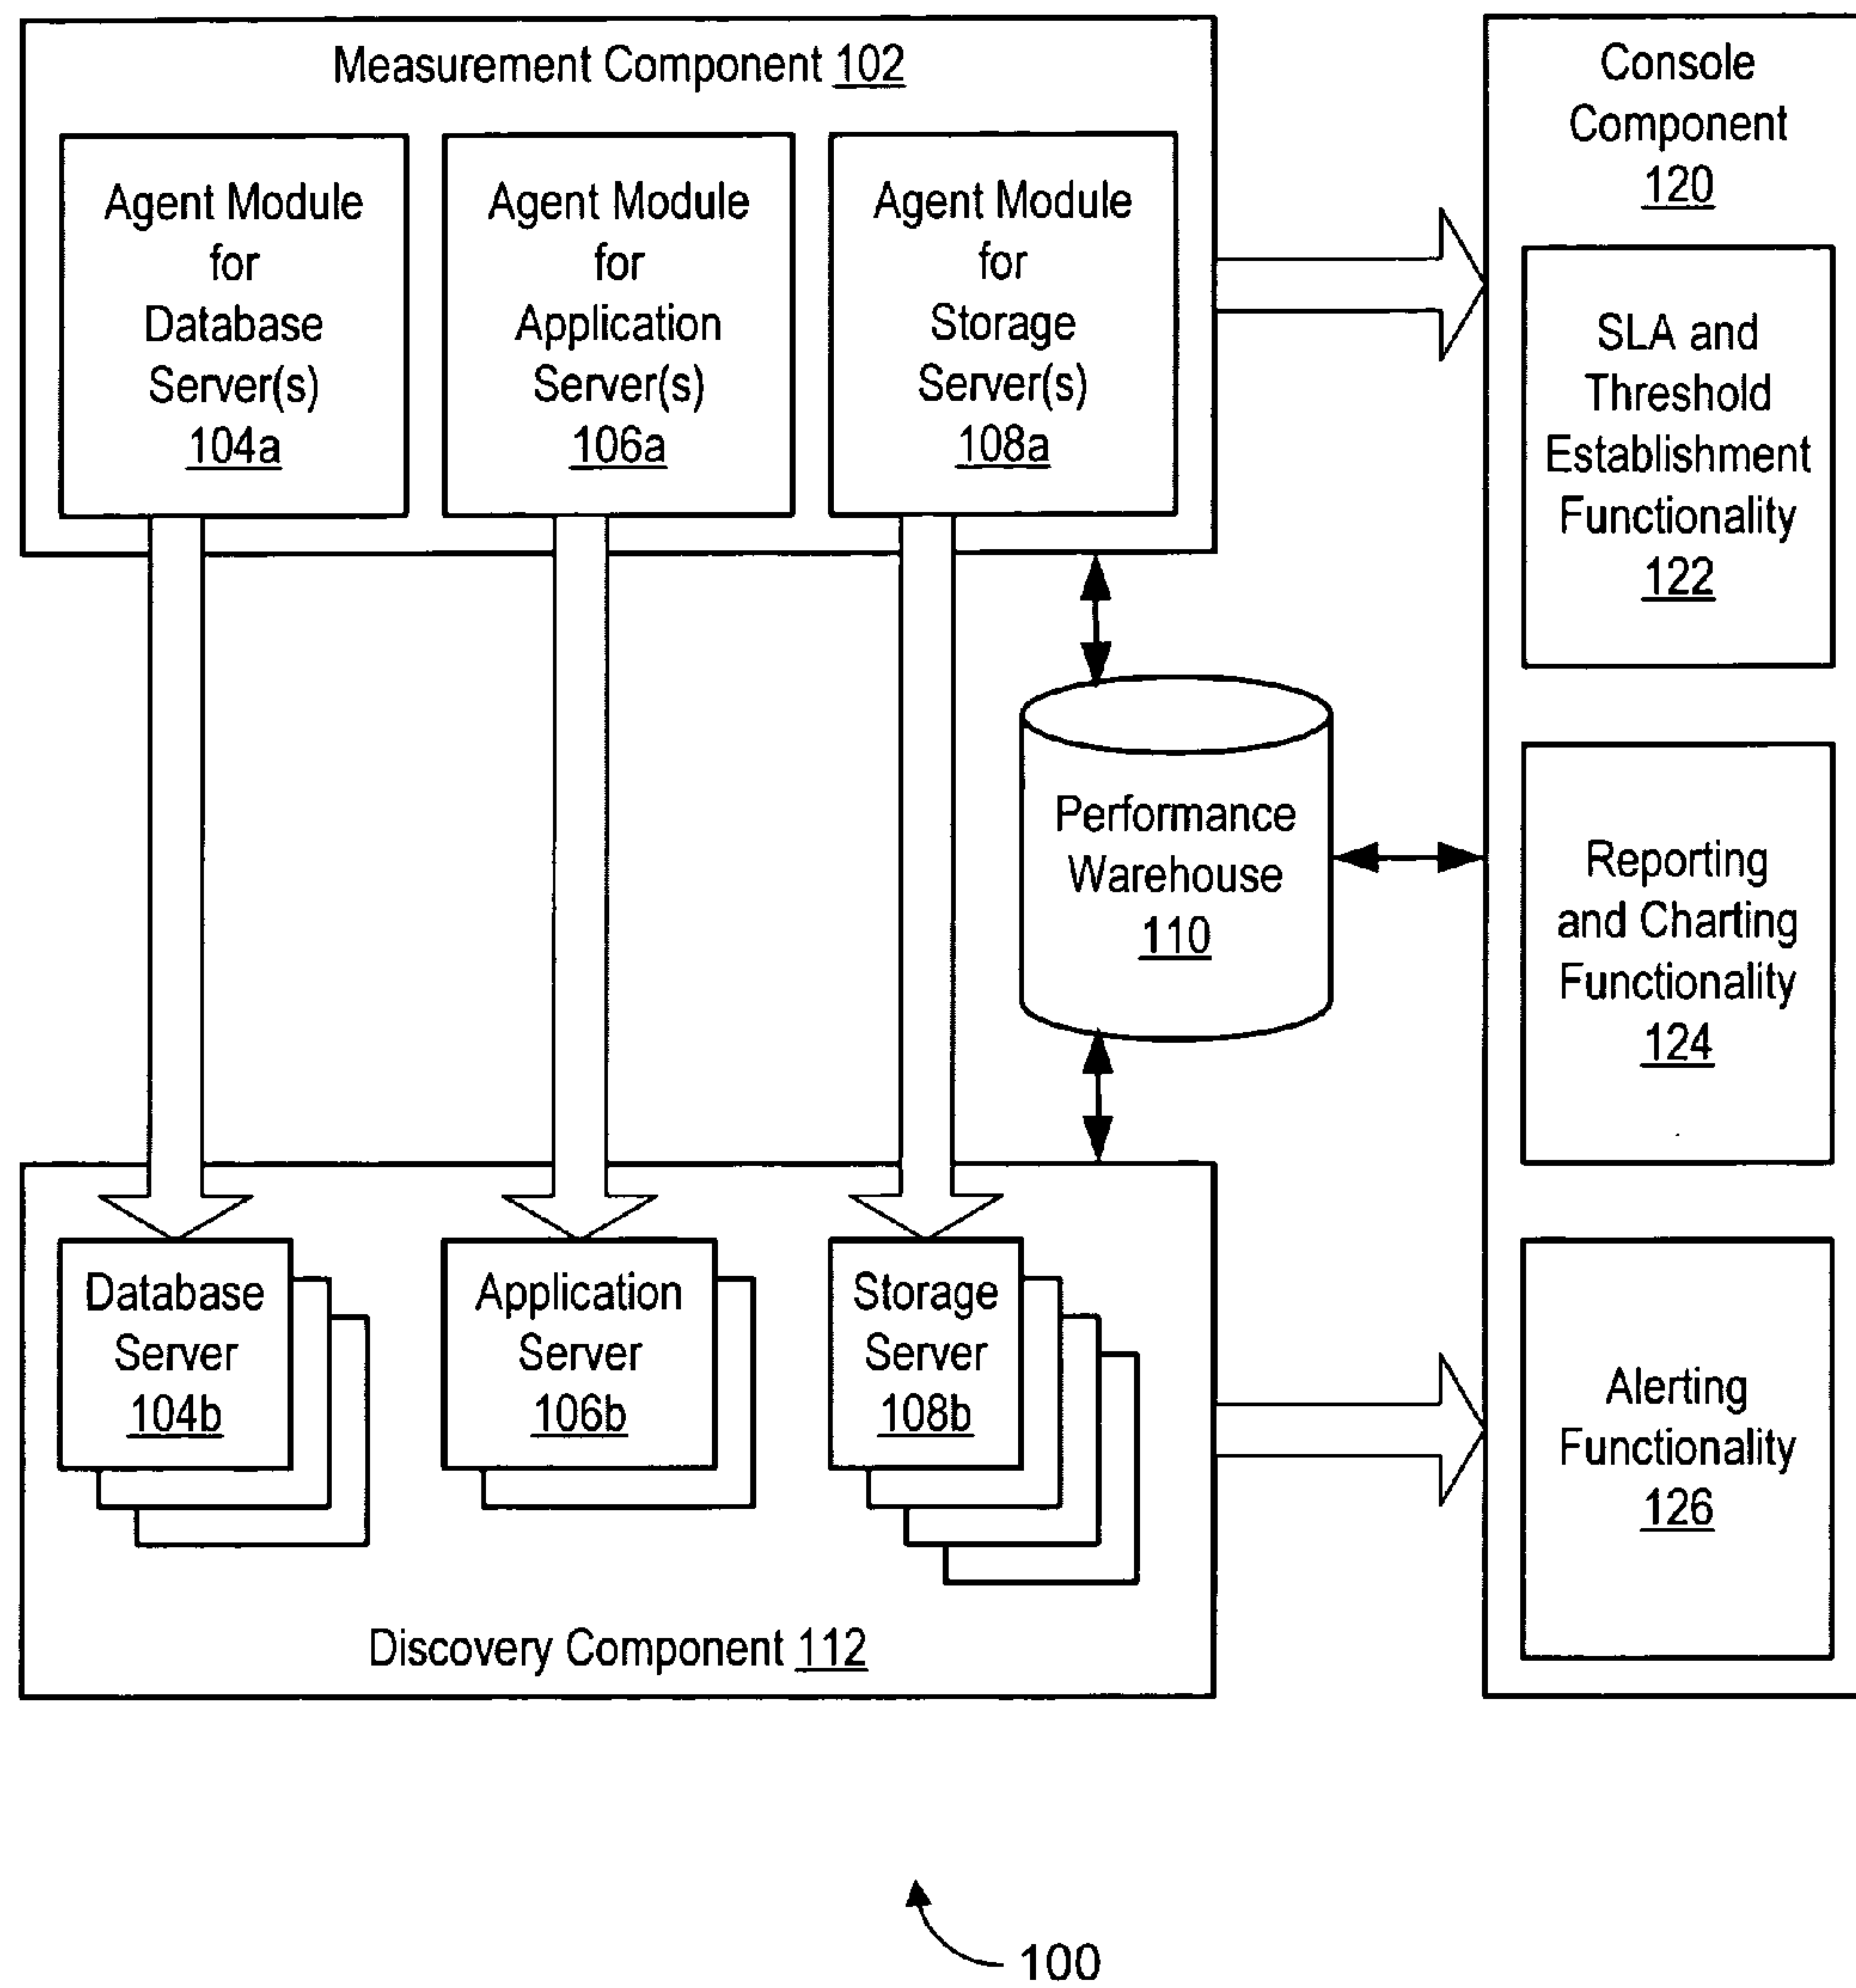 Measurement Component 102
Agent Module
for
Database
Server(s)
104a
Agent Module
for
Application
Server(s)
106a
Agent Module
for
Storage
Server(s)
108a
Console
Component
120
SLA and
Threshold
Establishment
Functionality
122
Performance
Warehouse
110
Reporting
and Charting
Functionality
124
Database
Server
104b
Application
Server
106b
Storage
Server
108b
Alerting
Functionality
126
Discovery Component 112
100